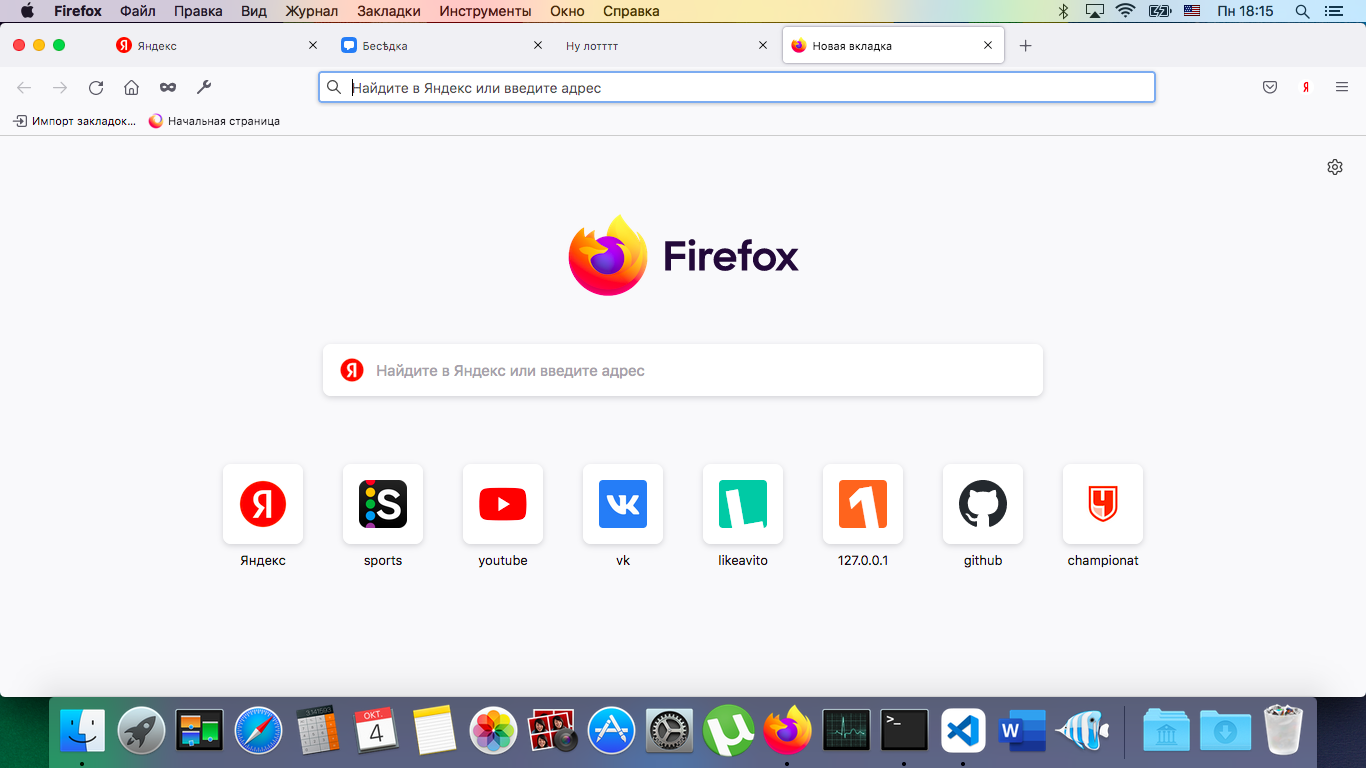 Firefox Файл Правка Вид Журнал Закладки Инструменты Окно Справка Пн 18:15
Яндекс Бесѣдка Ну лотттт Новая вкладка
Найдите в Яндекс или введите адрес
Импорт закладок... Начальная страница
Firefox
Найдите в Яндекс или введите адрес
Яндекс sports youtube vk likeavito 127.0.0.1 github championat
ОКТ.
4